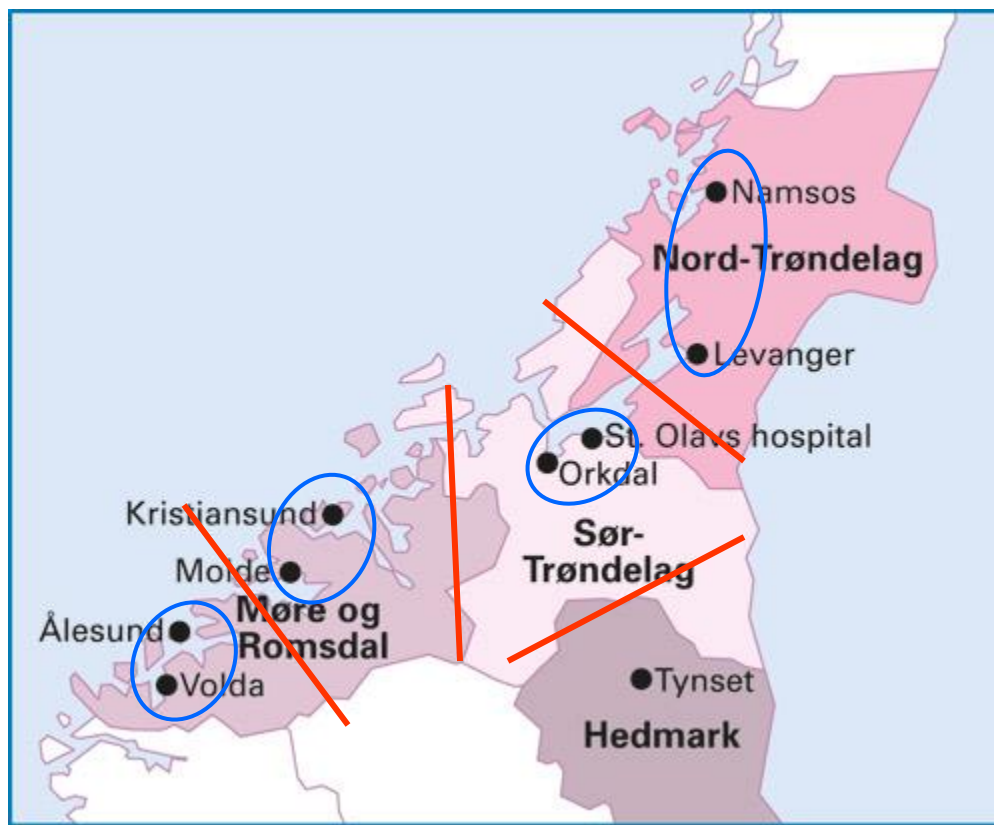 Namsos
Nord-Trøndelag
Levanger
St. Olavs hospital
Orkdal
Kristiansund
Sør-
Trøndelag
Molde
Møre og
Romsdal
Ålesund
Volda
Tynset
Hedmark